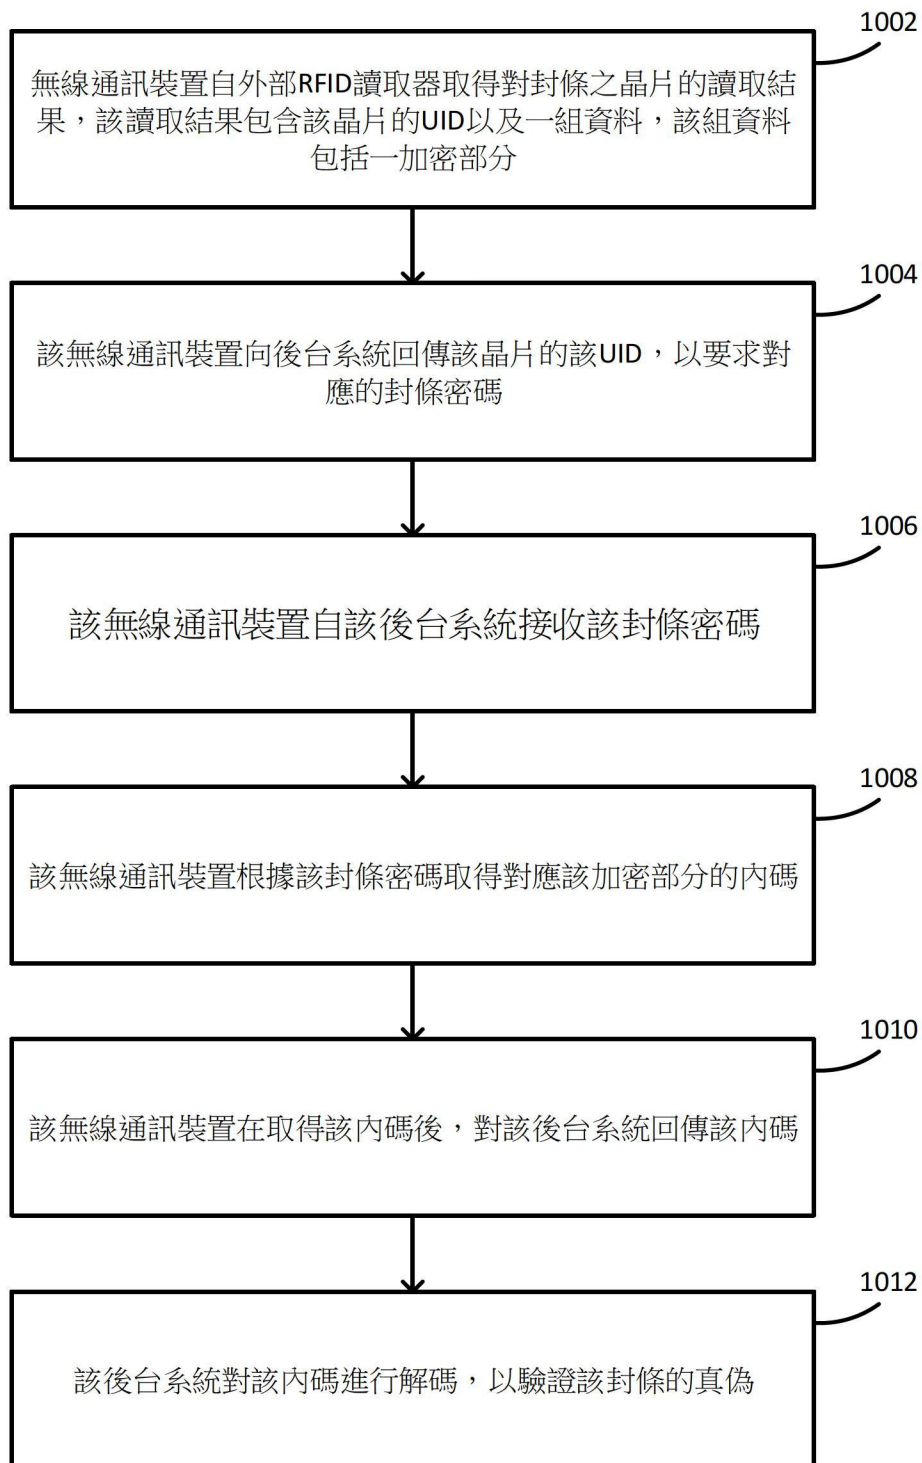 1002
無線通訊裝置自外部RFID讀取器取得對封條之晶片的讀取結
果，該讀取結果包含該晶片的UID以及一組資料，該組資料
包括一加密部分
1004
該無線通訊裝置向後台系統回傳該晶片的該UID，以要求對
應的封條密碼
1006
該無線通訊裝置自該後台系統接收該封條密碼
1008
該無線通訊裝置根據該封條密碼取得對應該加密部分的內碼
1010
該無線通訊裝置在取得該內碼後，對該後台系統回傳該內碼
1012
該後台系統對該內碼進行解碼，以驗證該封條的真偽